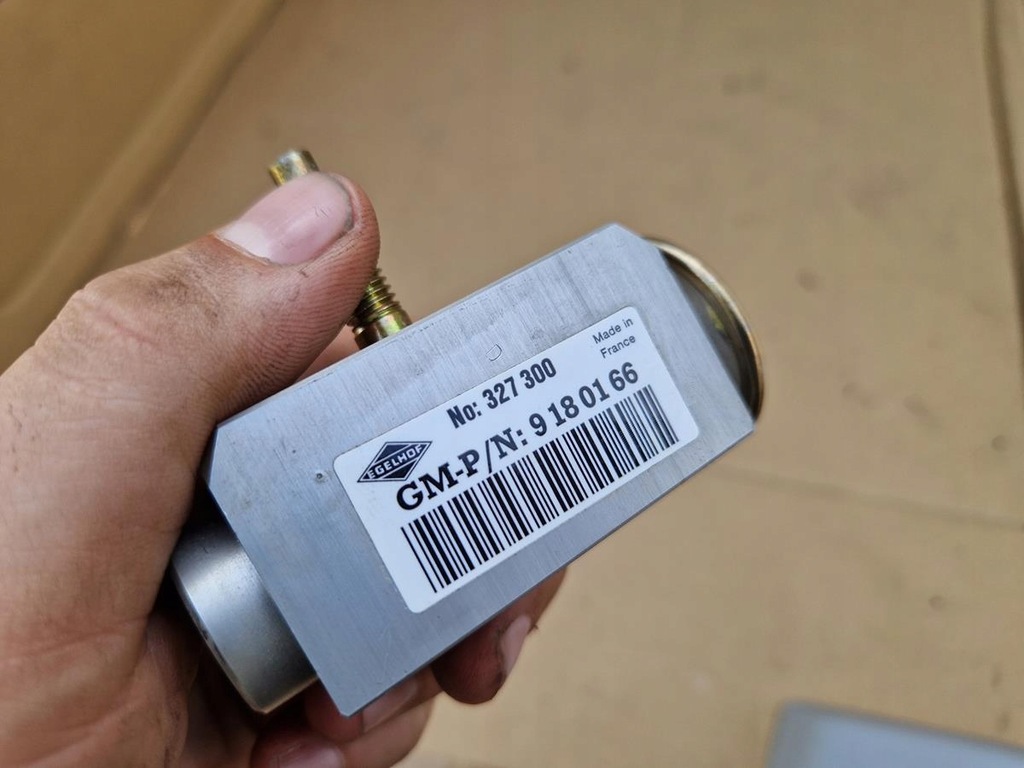 Made in
France
No: 327 300
EGELHOF
GM-P/N: 9 18 01 66